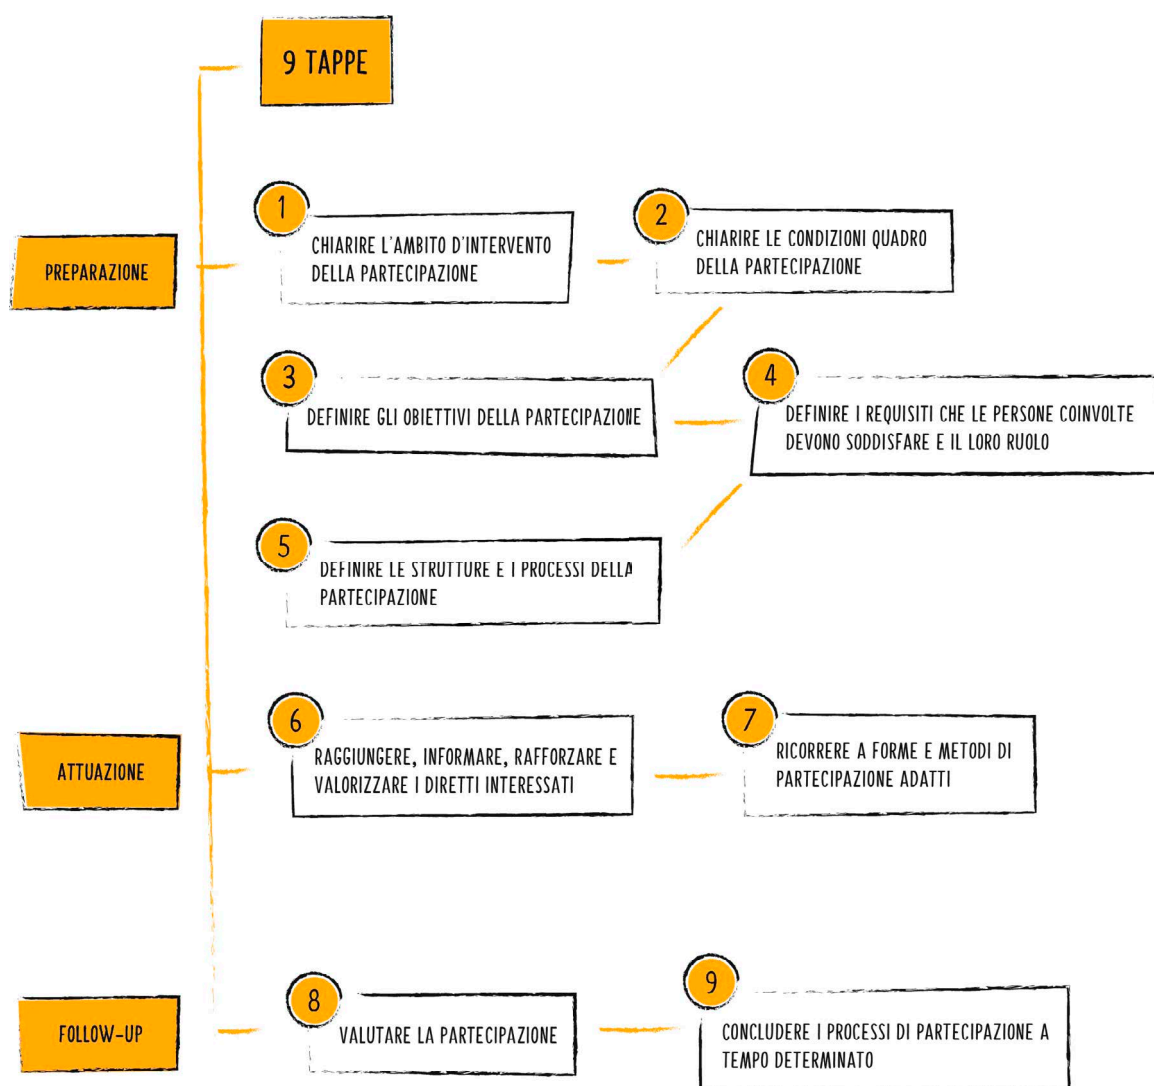 9 TAPPE
PREPARAZIONE
1
CHIARIRE L'AMBITO D'INTERVENTO
DELLA PARTECIPAZIONE
2
CHIARIRE LE CONDIZIONI QUADRO
DELLA PARTECIPAZIONE
3
DEFINIRE GLI OBIETTIVI DELLA PARTECIPAZIONE
4
DEFINIRE I REQUISITI CHE LE PERSONE COINVOLTE
DEVONO SODDISFARE E IL LORO RUOLO
5
DEFINIRE LE STRUTTURE E I PROCESSI DELLA
PARTECIPAZIONE
ATTUAZIONE
6
RAGGIUNGERE, INFORMARE, RAFFORZARE E
VALORIZZARE I DIRETTI INTERESSATI
7
RICORRERE A FORME E METODI DI
PARTECIPAZIONE ADATTI
FOLLOW-UP
8
VALUTARE LA PARTECIPAZIONE
9
CONCLUDERE I PROCESSI DI PARTECIPAZIONE A
TEMPO DETERMINATO